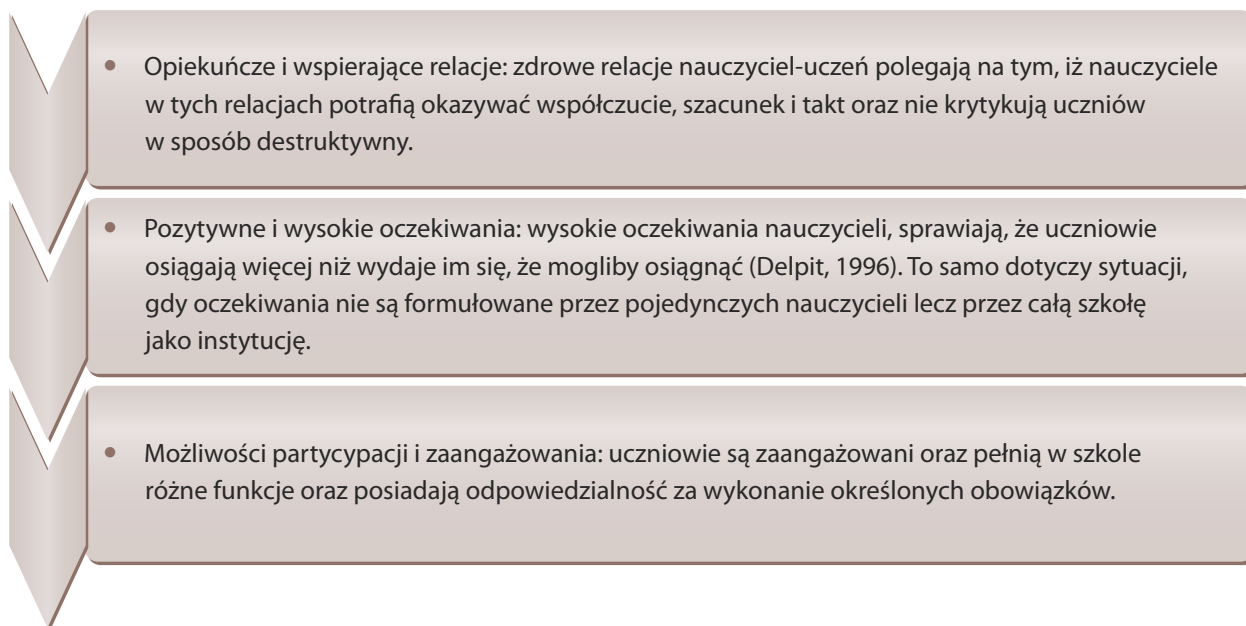 • Opiekuńcze i wspierające relacje: zdrowe relacje nauczyciel-uczeń polegają na tym, iż nauczyciele
w tych relacjach potrafią okazywać współczucie, szacunek i takt oraz nie krytykują uczniów
w sposób destruktywny.
• Pozytywne i wysokie oczekiwania: wysokie oczekiwania nauczycieli, sprawiają, że uczniowie
osiągają więcej niż wydaje im się, że mogliby osiągnąć (Delpit, 1996). To samo dotyczy sytuacji,
gdy oczekiwania nie są formułowane przez pojedynczych nauczycieli lecz przez całą szkołę
jako instytucję.
• Możliwości partycypacji i zaangażowania: uczniowie są zaangażowani oraz pełnią w szkole
różne funkcje oraz posiadają odpowiedzialność za wykonanie określonych obowiązków.